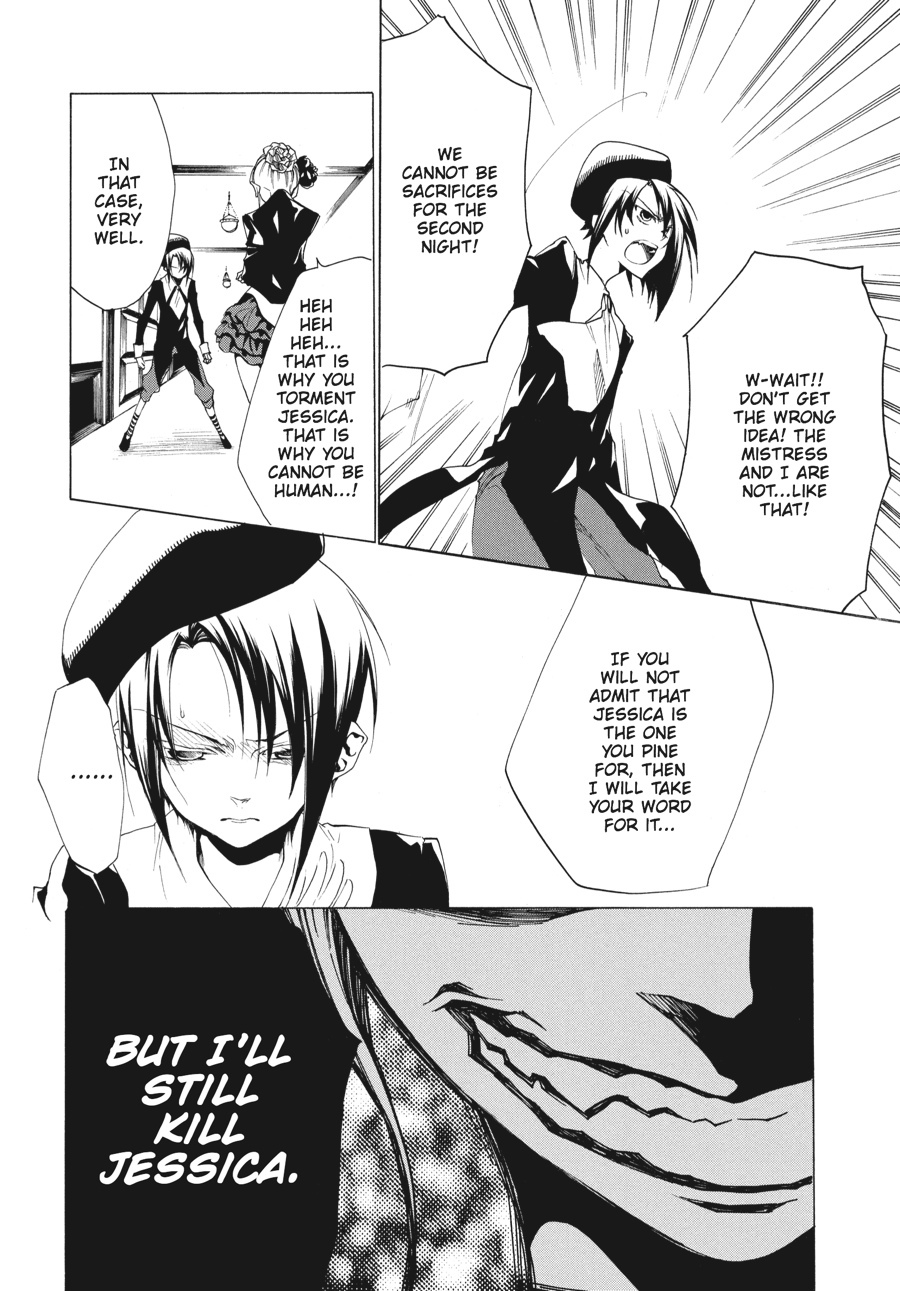 W-WAIT!!
DON'T GET
THE WRONG
IDEA! THE
MISTRESS
AND I ARE
NOT...LIKE
THAT!
WE
CANNOT BE
SACRIFICES
FOR THE
SECOND
NIGHT!
HEH
HEH
HEH...
THAT IS
WHY YOU
TORMENT
JESSICA.
THAT IS
WHY YOU
CANNOT BE
HUMAN...!
IN
THAT
CASE,
VERY
WELL.
IF YOU
WILL NOT
ADMIT THAT
JESSICA IS
THE ONE
YOU PINE
FOR, THEN
I WILL TAKE
YOUR WORD
FOR IT...
......
BUT I'LL
STILL
KILL
JESSICA.